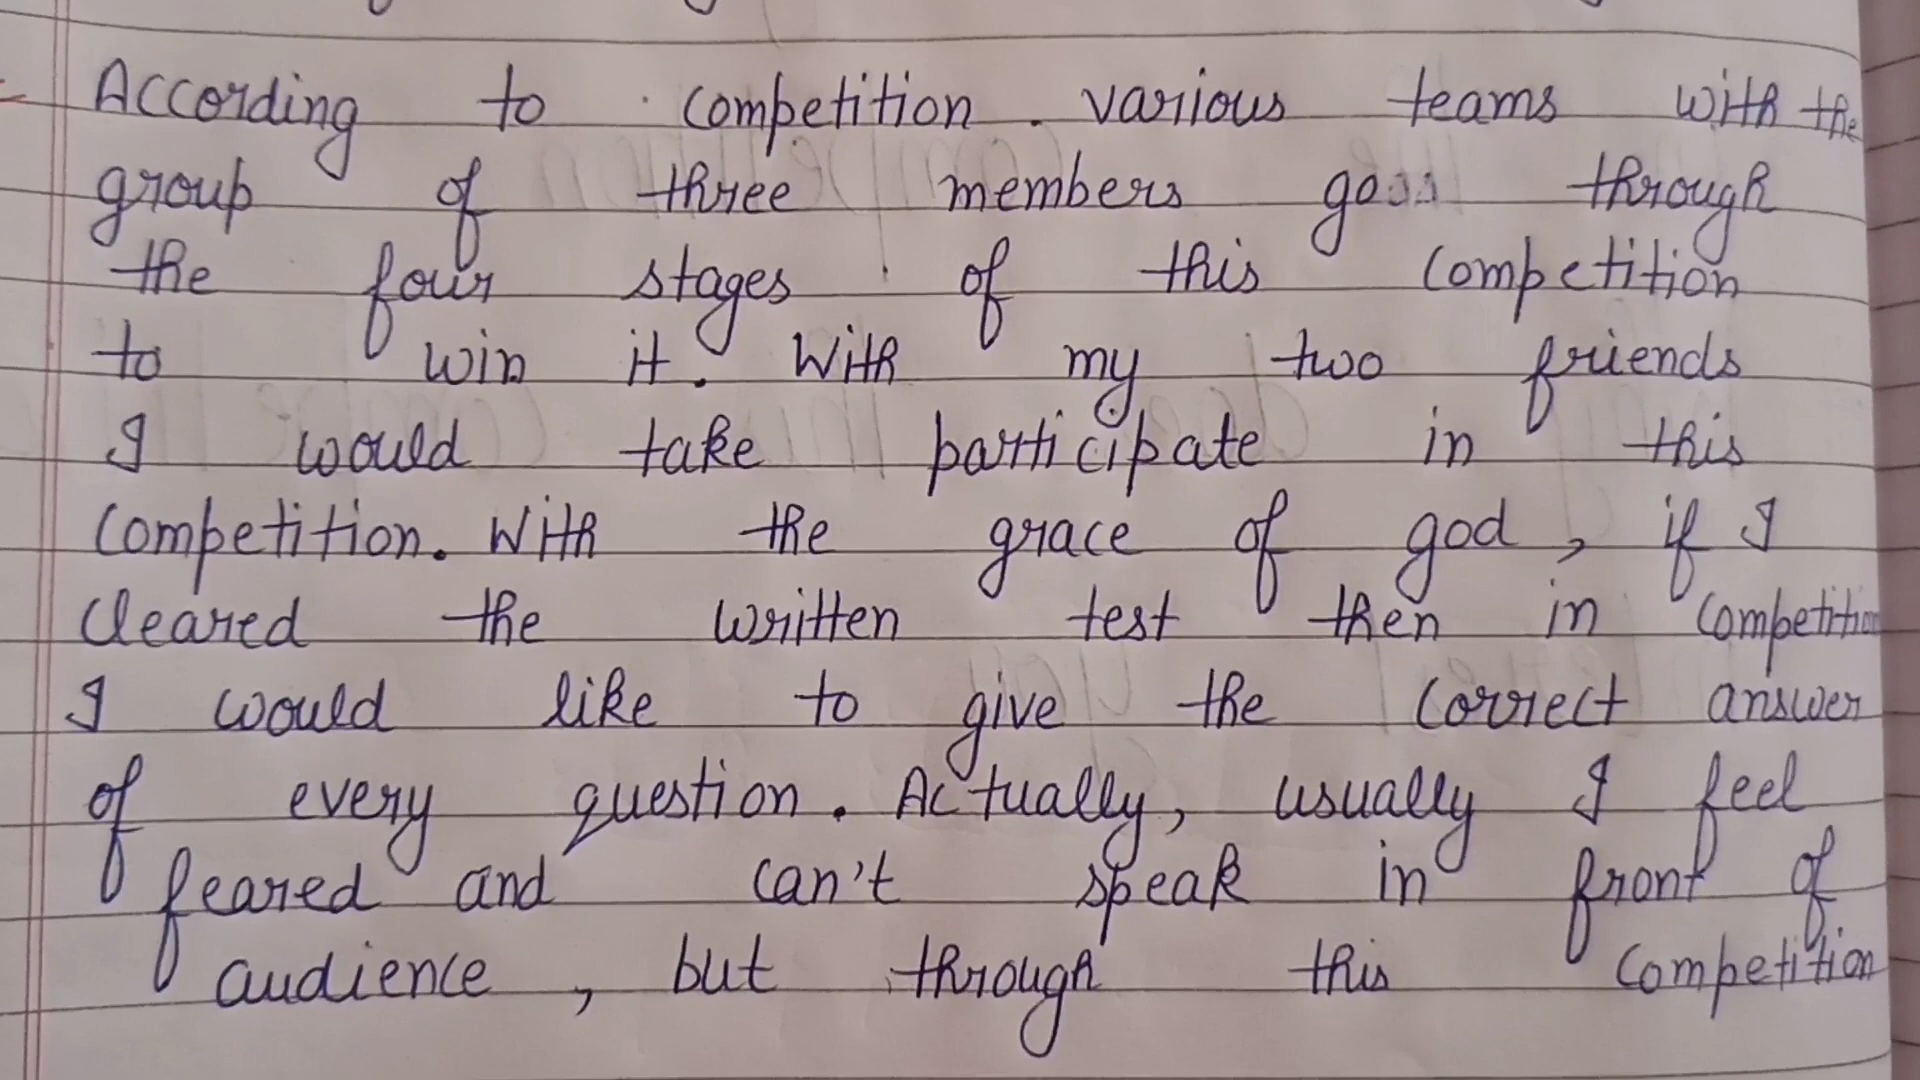 According to competition . various teams with the
group of three members goes through
the four stages of this competition
to win it. With my two friends
I would take participate in this
competition. With the grace of god, if I
cleared the written test then in competition
I would like to give the correct answer
of every question. Actually, usually I feel
feared and can't speak in front of
audience, but through this competition